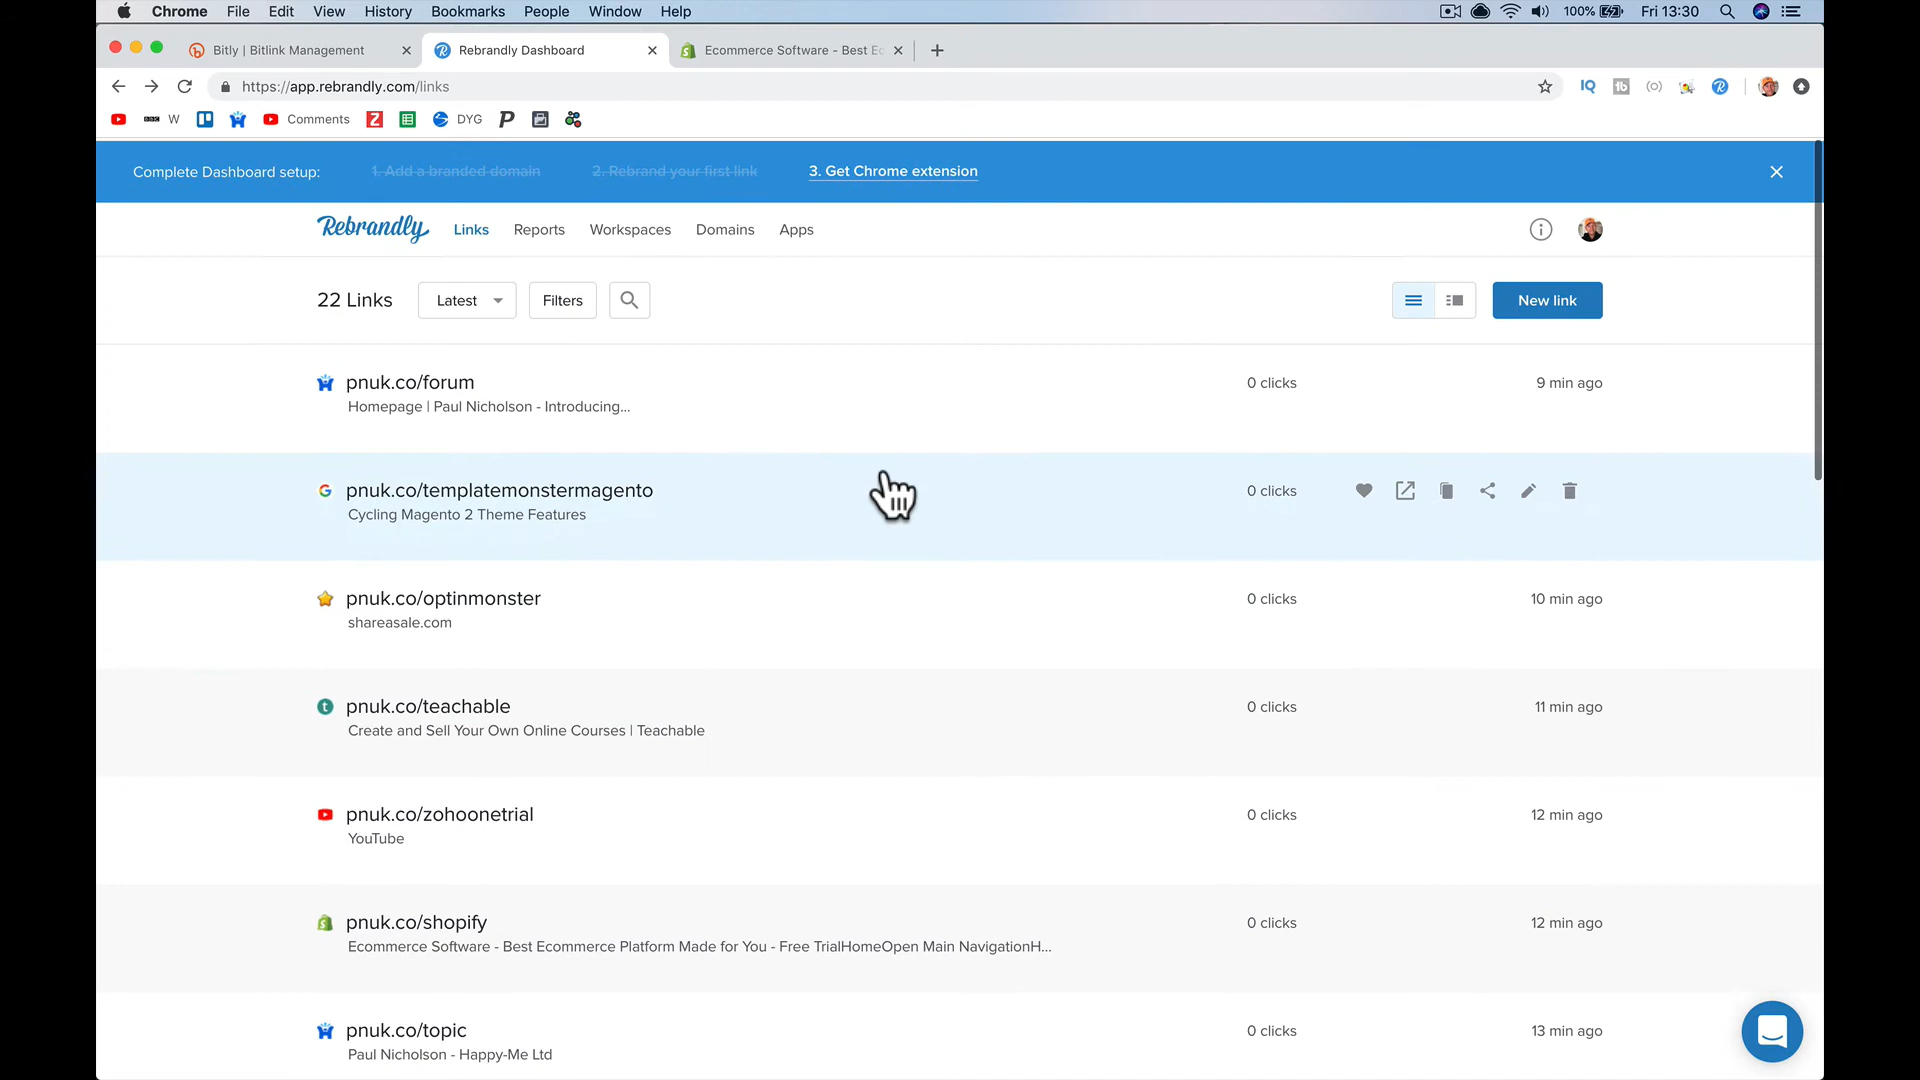 Chrome File Edit View History Bookmarks People Window Help 100% Fri 13:30
Bitly | Bitlink Management Rebrandly Dashboard Ecommerce Software - Best Ec
https://app.rebrandly.com/links
BBC W Comments DYG
Complete Dashboard setup: 1. Add a branded domain 2. Rebrand your first link 3. Get Chrome extension
Rebrandly Links Reports Workspaces Domains Apps
22 Links Latest Filters New link
pnuk.co/forum 0 clicks 9 min ago
Homepage | Paul Nicholson - Introducing...
pnuk.co/templatemonstermagento 0 clicks
Cycling Magento 2 Theme Features
pnuk.co/optinmonster 0 clicks 10 min ago
shareasale.com
pnuk.co/teachable 0 clicks 11 min ago
Create and Sell Your Own Online Courses | Teachable
pnuk.co/zohoonetrial 0 clicks 12 min ago
YouTube
pnuk.co/shopify 0 clicks 12 min ago
Ecommerce Software - Best Ecommerce Platform Made for You - Free TrialHomeOpen Main NavigationH...
pnuk.co/topic 0 clicks 13 min ago
Paul Nicholson - Happy-Me Ltd